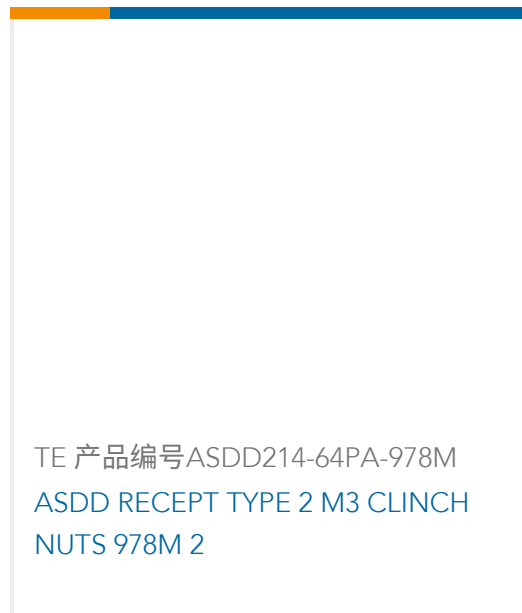 TE 产品编号ASDD214-64PA-978M
ASDD RECEPT TYPE 2 M3 CLINCH
NUTS 978M 2